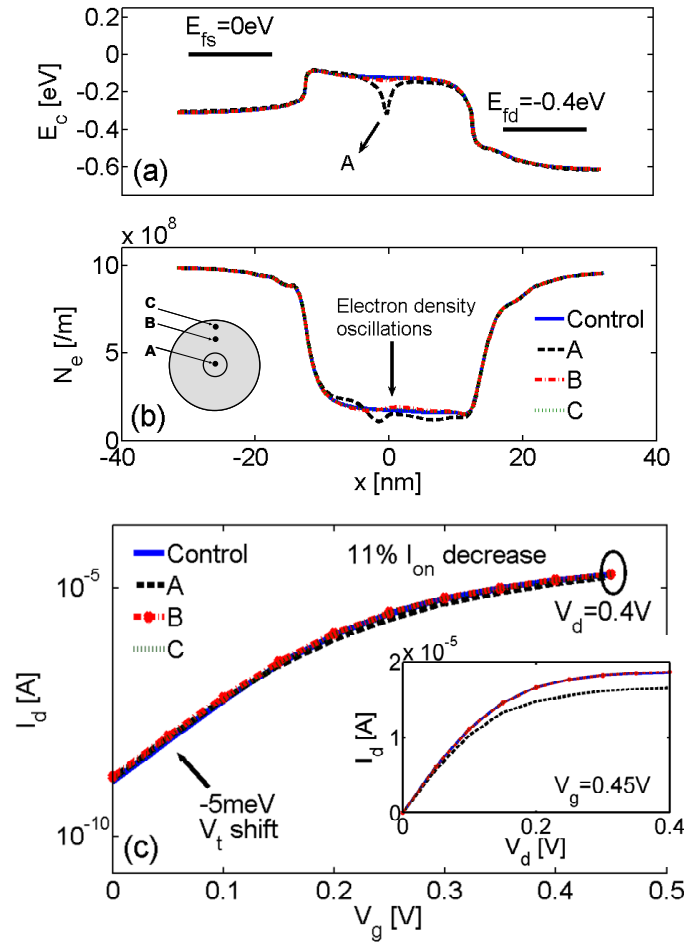 0.2
0
-0.2
-0.4
-0.6
E_c [eV]
E_fs=0eV
E_fd=-0.4eV
A
(a)
x 10^8
10
5
0
N_e [/m]
C
B
A
Electron density
oscillations
Control
A
B
C
(b)
-40
-20
0
20
40
x [nm]
10^-5
10^-10
I_d [A]
Control
A
B
C
11% I_on decrease
V_d=0.4V
-5meV
V_t shift
(c)
0
0.1
0.2
0.3
0.4
0.5
V_g [V]
2
x 10^-5
1
0
I_d [A]
V_g=0.45V
0
0.2
0.4
V_d [V]